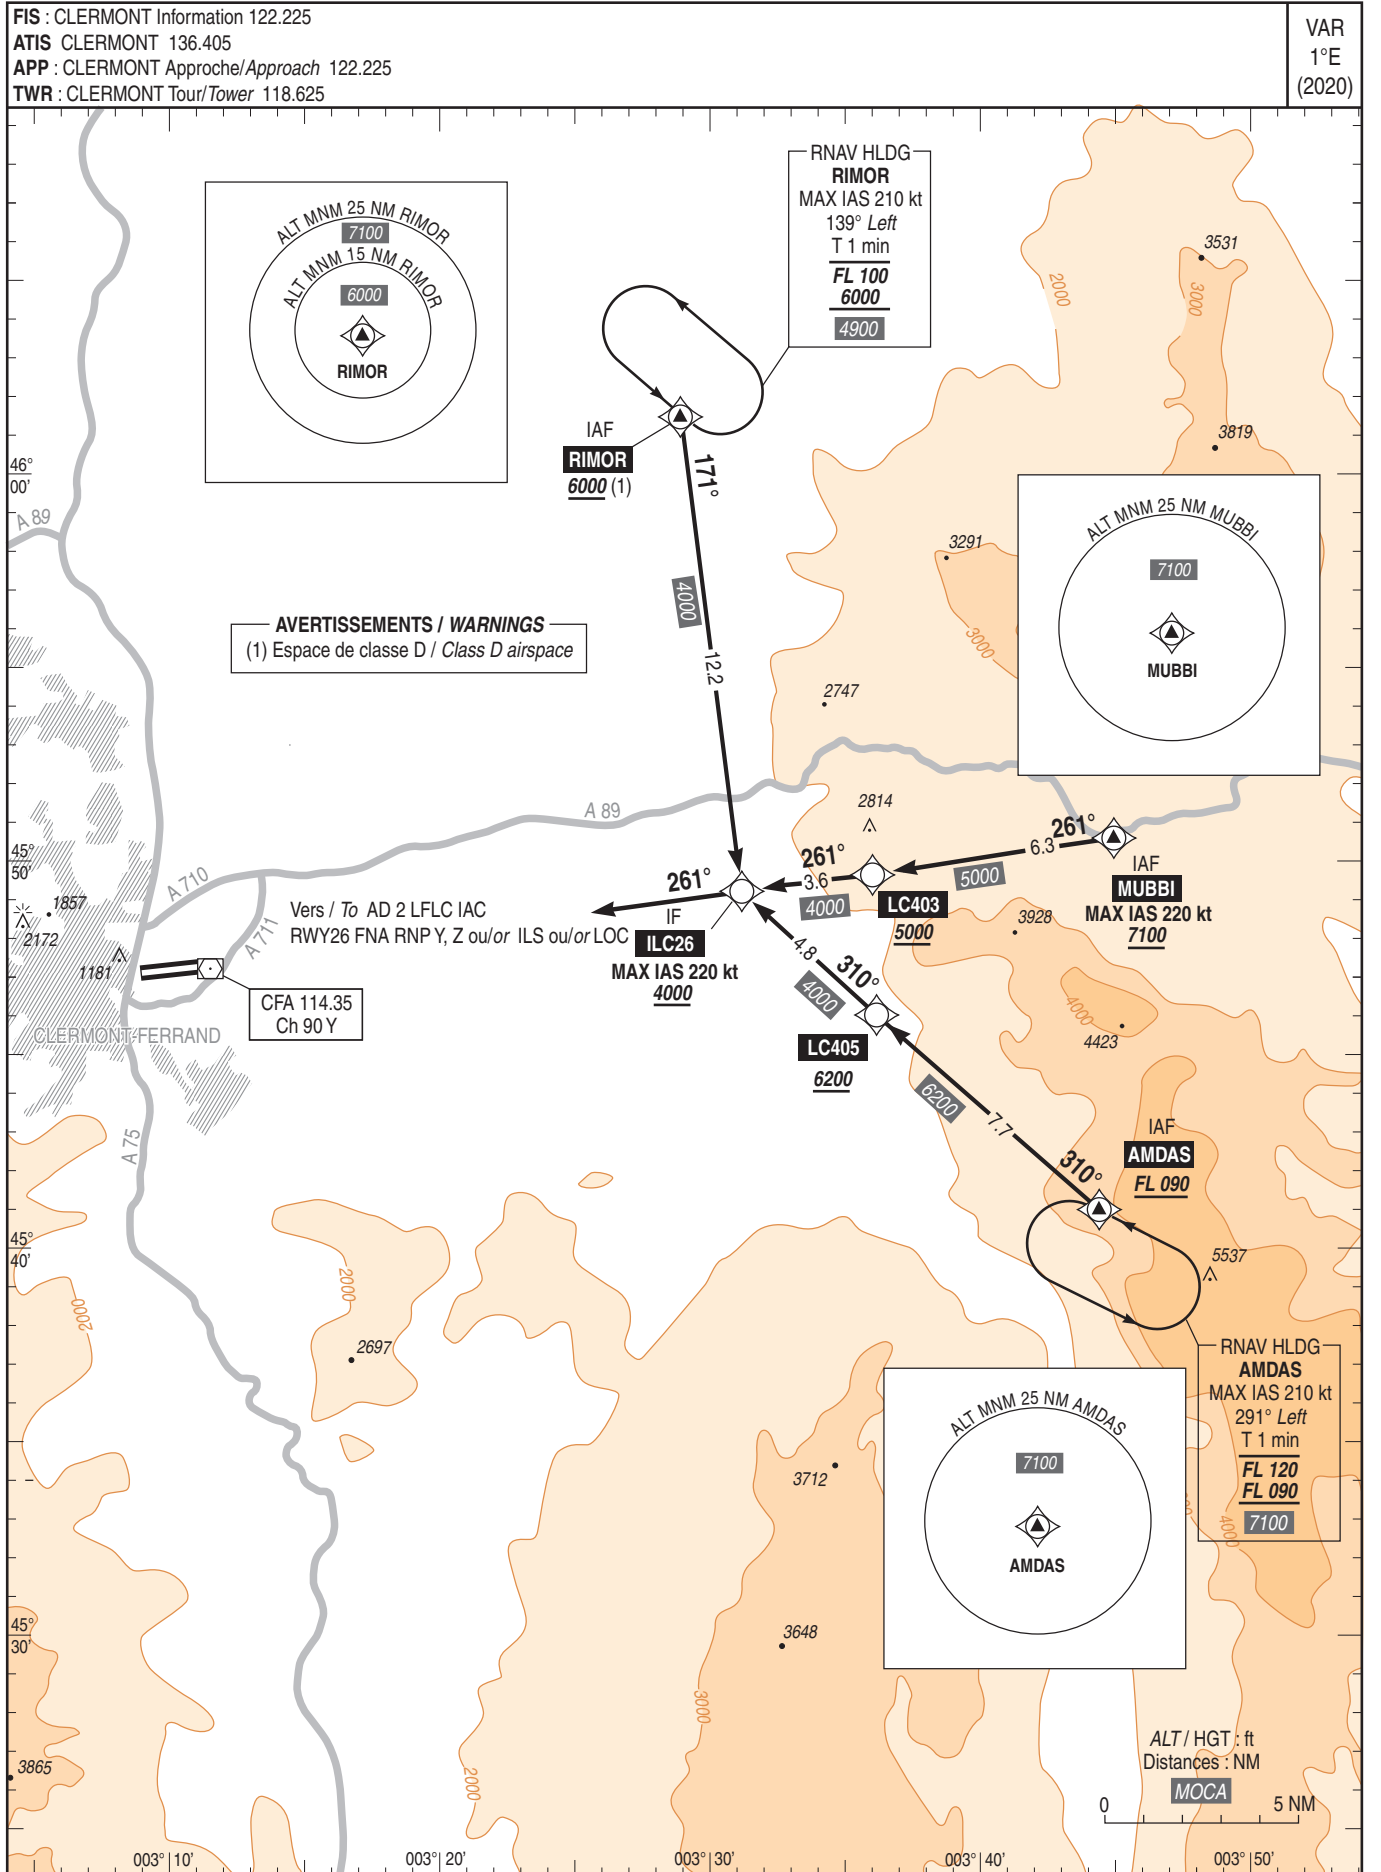 FIS : CLERMONT Information 122.225
ATIS CLERMONT 136.405
APP : CLERMONT Approche/Approach 122.225
TWR : CLERMONT Tour/Tower 118.625
VAR
1°E
(2020)
ALT MNM 25 NM RIMOR
7100
ALT MNM 15 NM RIMOR
6000
RIMOR
RNAV HLDG
RIMOR
MAX IAS 210 kt
139° Left
T 1 min
FL 100
6000
4900
3531
2000
3000
3819
IAF
RIMOR
6000 (1)
171°
46°
00'
A 89
ALT MNM 25 NM MUBBI
7100
MUBBI
3291
3000
4000
AVERTISSEMENTS / WARNINGS
(1) Espace de classe D / Class D airspace
12.2
2747
A 89
2814
45°
50'
261°
6.3
5000
IAF
MUBBI
MAX IAS 220 kt
7100
261°
3.6
4000
LC403
5000
261°
IF
ILC26
MAX IAS 220 kt
4000
A 710
A 711
Vers / To AD 2 LFLC IAC
RWY26 FNA RNP Y, Z ou/or ILS ou/or LOC
1857
2172
1181
3928
4.8
310°
4000
4000
4423
CFA 114.35
Ch 90 Y
CLERMONT-FERRAND
LC405
6200
6200
7.7
310°
IAF
AMDAS
FL 090
A 75
45°
40'
5537
2000
2000
2697
RNAV HLDG
AMDAS
MAX IAS 210 kt
291° Left
T 1 min
FL 120
FL 090
7100
ALT MNM 25 NM AMDAS
7100
AMDAS
3712
4000
45°
30'
3648
3000
2000
3865
ALT / HGT : ft
Distances : NM
MOCA
0 5 NM
003° 10' 003° 20' 003° 30' 003° 40' 003° 50'